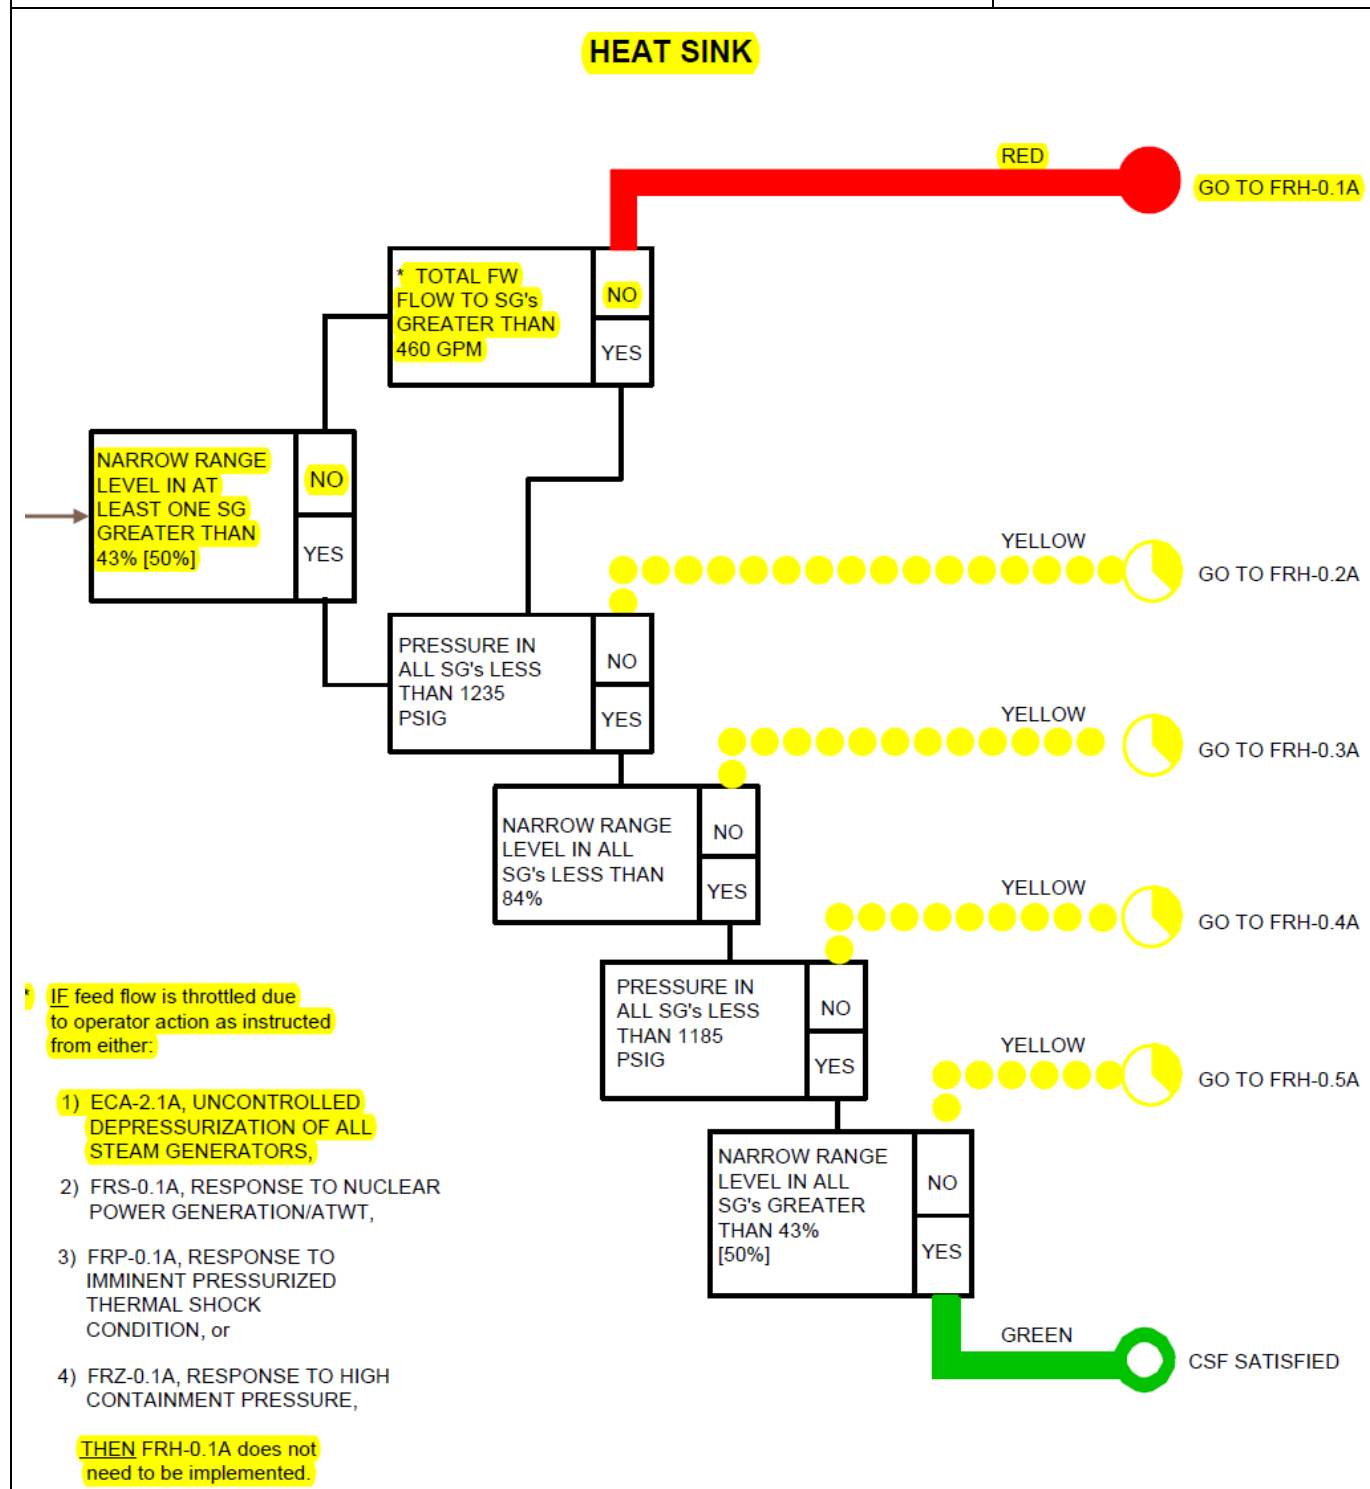 HEAT SINK
RED
GO TO FRH-0.1A
* TOTAL FW
FLOW TO SG's
GREATER THAN
460 GPM
NO
YES
NARROW RANGE
LEVEL IN AT
LEAST ONE SG
GREATER THAN
43% [50%]
NO
YES
YELLOW
GO TO FRH-0.2A
PRESSURE IN
ALL SG's LESS
THAN 1235
PSIG
NO
YES
YELLOW
GO TO FRH-0.3A
NARROW RANGE
LEVEL IN ALL
SG's LESS THAN
84%
NO
YES
YELLOW
GO TO FRH-0.4A
PRESSURE IN
ALL SG's LESS
THAN 1185
PSIG
NO
YES
YELLOW
GO TO FRH-0.5A
NARROW RANGE
LEVEL IN ALL
SG's GREATER
THAN 43%
[50%]
NO
YES
GREEN
CSF SATISFIED
* IF feed flow is throttled due
to operator action as instructed
from either:
1) ECA-2.1A, UNCONTROLLED
DEPRESSURIZATION OF ALL
STEAM GENERATORS,
2) FRS-0.1A, RESPONSE TO NUCLEAR
POWER GENERATION/ATWT,
3) FRP-0.1A, RESPONSE TO
IMMINENT PRESSURIZED
THERMAL SHOCK
CONDITION, or
4) FRZ-0.1A, RESPONSE TO HIGH
CONTAINMENT PRESSURE,
THEN FRH-0.1A does not
need to be implemented.